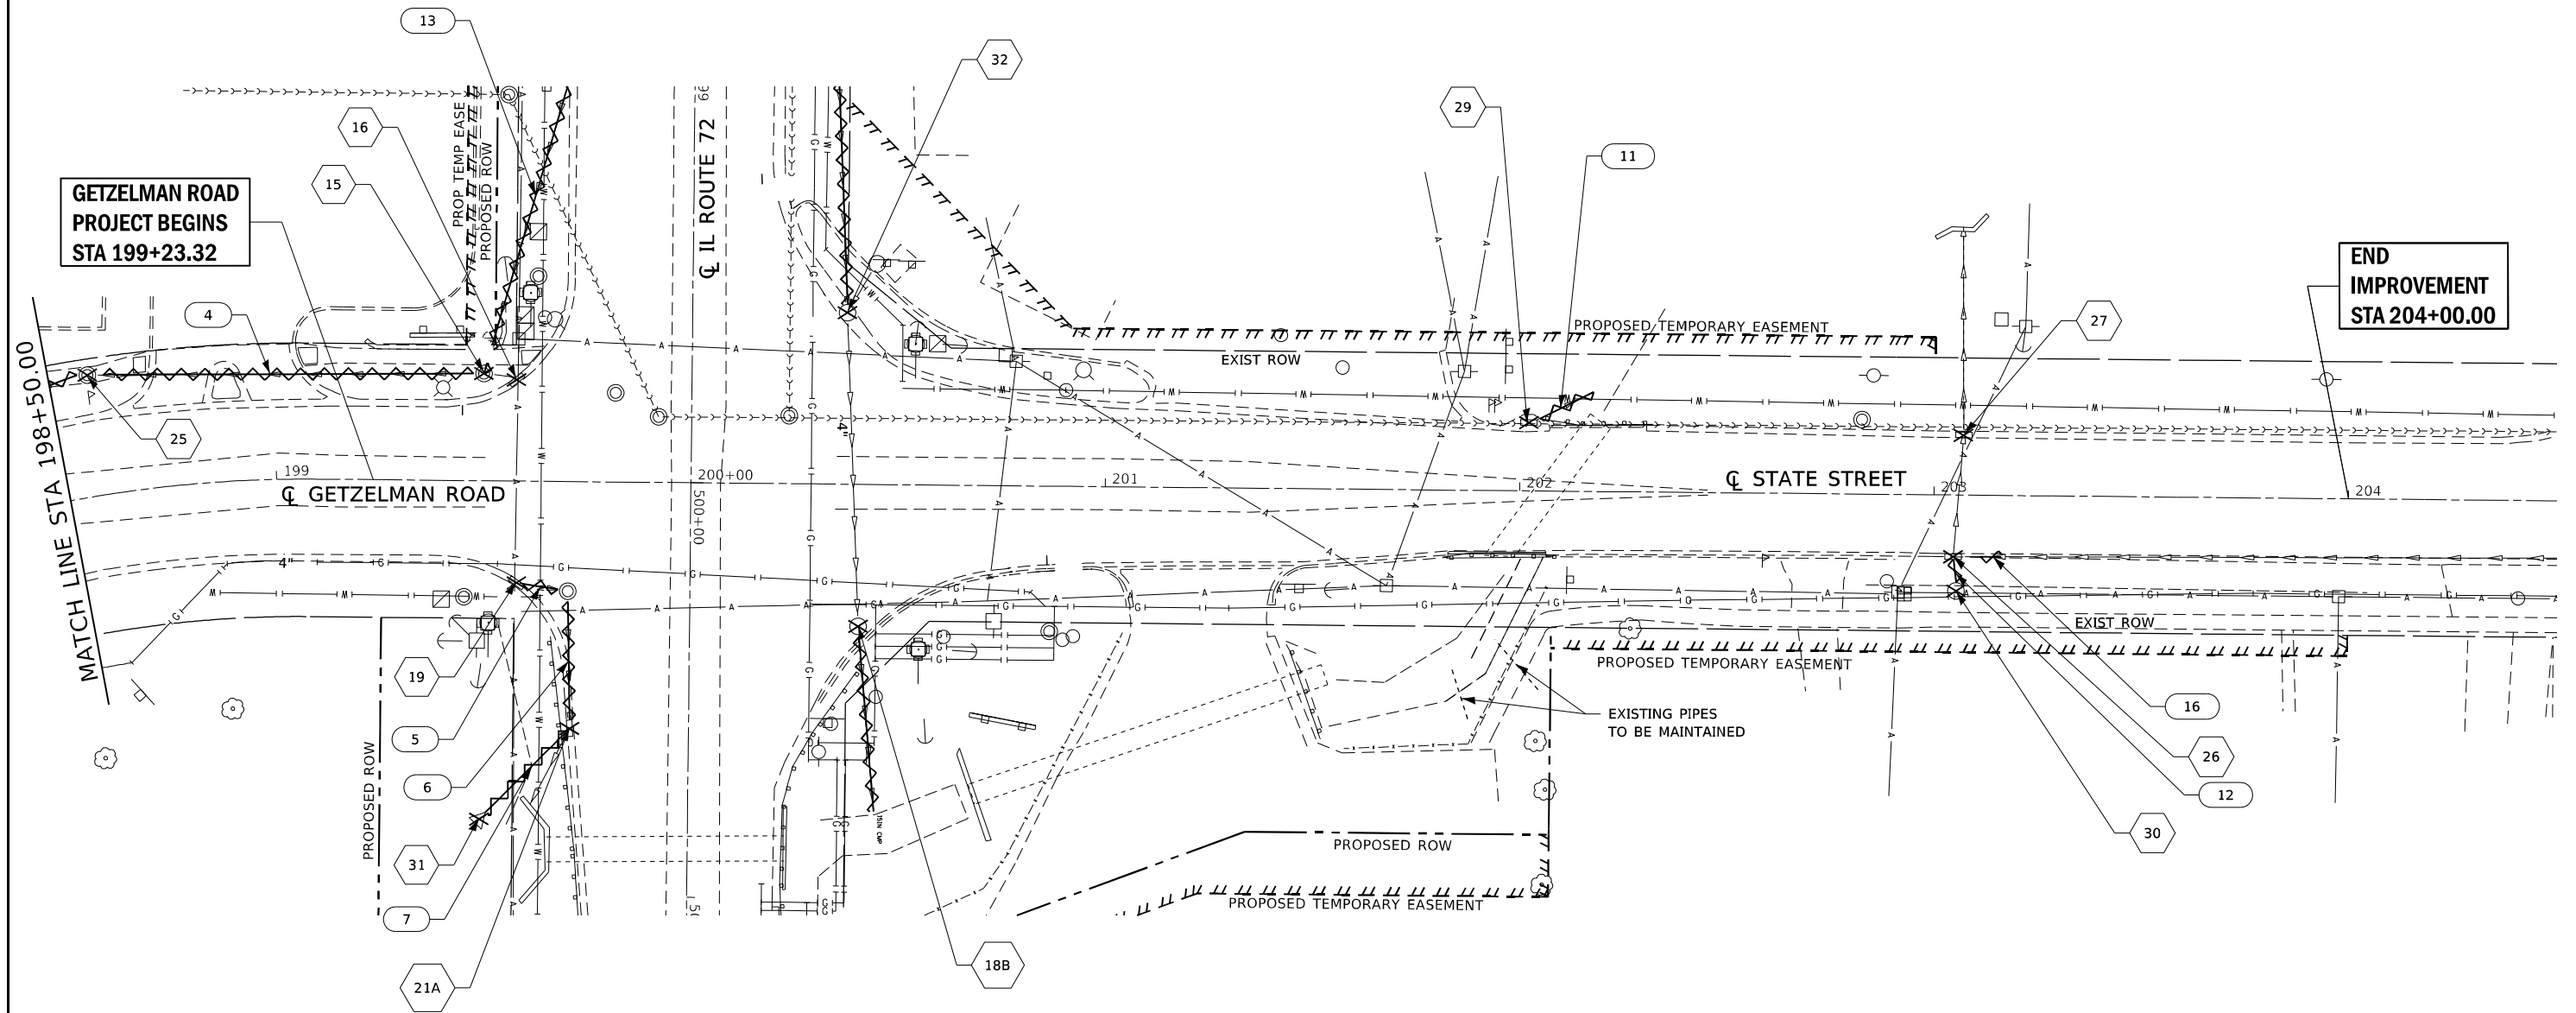 13
32
29
11
16
15
PROP TEMP EASE
PROPOSED ROW
℄ IL ROUTE 72
GETZELMAN ROAD
PROJECT BEGINS
STA 199+23.32
END
IMPROVEMENT
STA 204+00.00
4
27
25
MATCH LINE STA 198+50.00
PROPOSED TEMPORARY EASEMENT
EXIST ROW
4"
199
200+00
201
202
203
204
500+00
℄ GETZELMAN ROAD
℄ STATE STREET
4"
EXIST ROW
PROPOSED TEMPORARY EASEMENT
EXISTING PIPES
TO BE MAINTAINED
19
5
6
31
7
21A
18B
16
26
12
30
PROPOSED ROW
15IN CMP
PROPOSED ROW
PROPOSED TEMPORARY EASEMENT